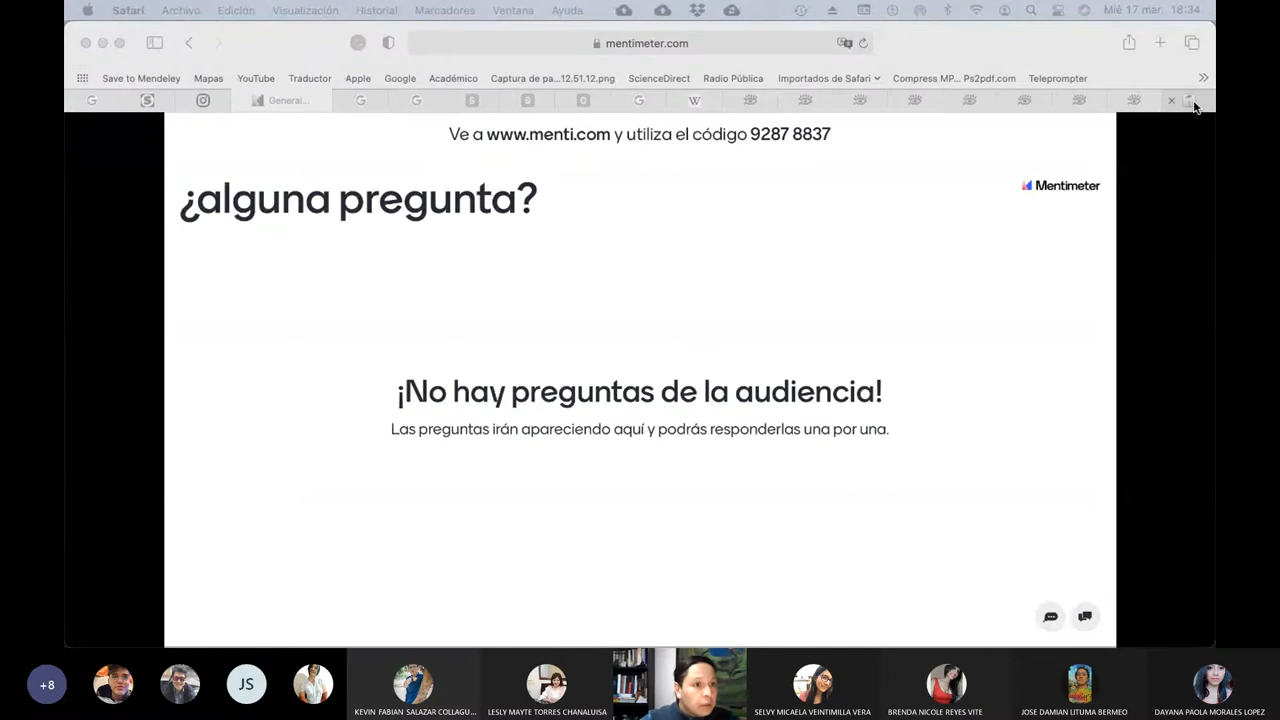 Safari Archivo Edición Visualización Historial Marcadores Ventana Ayuda Mié 17 mar. 18:34
mentimeter.com
Save to Mendeley Mapas YouTube Traductor Apple Google Académico Captura de pa...12.51.12.png ScienceDirect Radio Pública Importados de Safari Compress MP... Ps2pdf.com Teleprompter
General...
Ve a www.menti.com y utiliza el código 9287 8837
¿alguna pregunta?
Mentimeter
¡No hay preguntas de la audiencia!
Las preguntas irán apareciendo aquí y podrás responderlas una por una.
+8
JS
KEVIN FABIAN SALAZAR COLLAGU... LESLY MAYTE TORRES CHANALUISA SELVY MICAELA VEINTIMILLA VERA BRENDA NICOLE REYES VITE JOSE DAMIAN LITUMA BERMEO DAYANA PAOLA MORALES LOPEZ